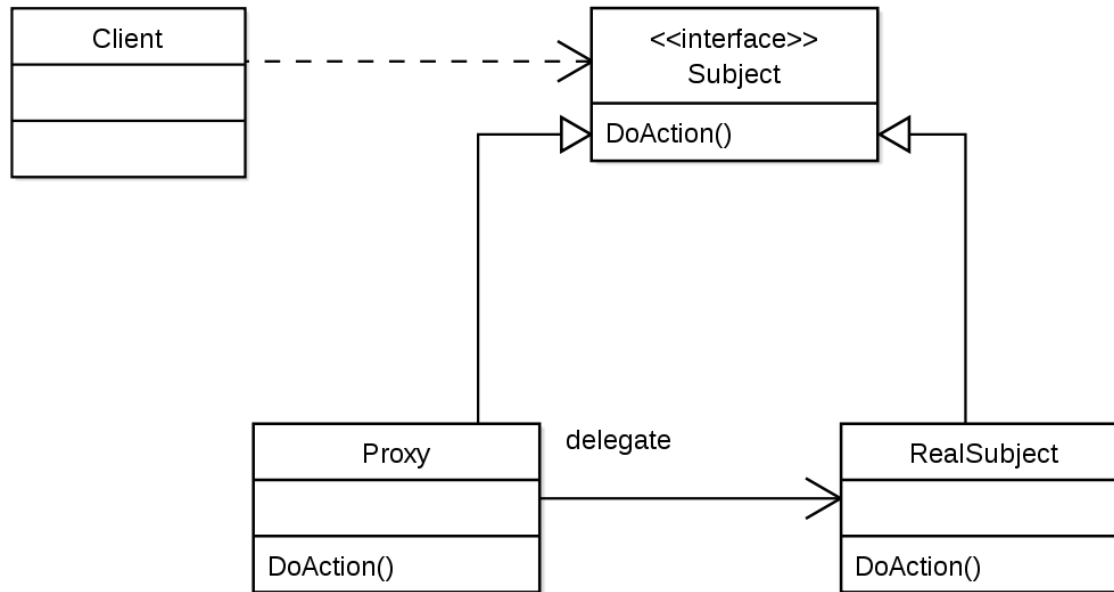 Client
<<interface>>
Subject
DoAction()
Proxy
delegate
RealSubject
DoAction()
DoAction()